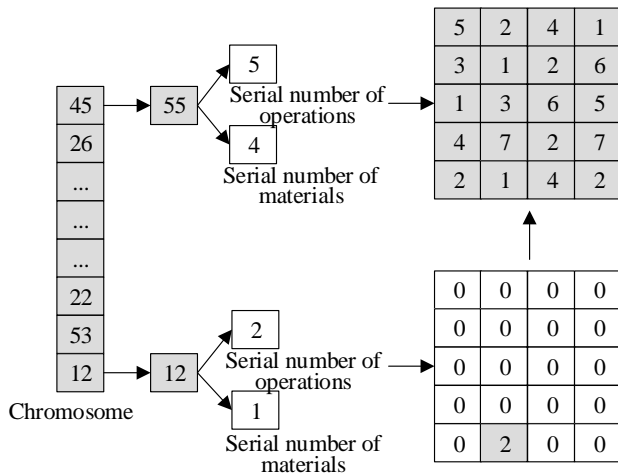 45
26
...
...
...
22
53
12
Chromosome
55
5
Serial number of
operations
4
Serial number of
materials
5 2 4 1
3 1 2 6
1 3 6 5
4 7 2 7
2 1 4 2
12
2
Serial number of
operations
1
Serial number of
materials
0 0 0 0
0 0 0 0
0 0 0 0
0 0 0 0
0 2 0 0